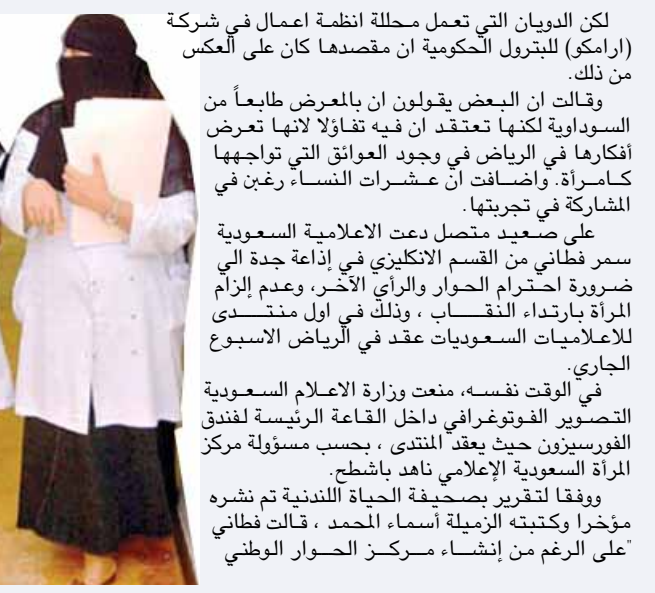 لكن الدويان التي تعمل محللة انظمة اعمال في شركة
(ارامكو) للبترول الحكومية ان مقصدها كان على العكس
من ذلك.
وقالت ان البعض يقولون ان بالمعرض طابعاً من
السوداوية لكنها تعتقد ان فيه تفاؤلا لانها تعرض
أفكارها في الرياض في وجود العوائق التي تواجهها
كامرأة. واضافت ان عشرات النساء رغبن في
المشاركة في تجربتها.
على صعيد متصل دعت الاعلامية السعودية
سمر فطاني من القسم الانكليزي في إذاعة جدة الي
ضرورة احترام الحوار والرأي الآخر، وعدم إلزام
المرأة بارتداء النقاب ، وذلك في اول منتدى
للاعلاميات السعوديات عقد في الرياض الاسبوع
الجاري.
في الوقت نفسه، منعت وزارة الاعلام السعودية
التصوير الفوتوغرافي داخل القاعة الرئيسة لفندق
الفورسيزون حيث يعقد المنتدى ، بحسب مسؤولة مركز
المرأة السعودية الإعلامي ناهد باشطح.
ووفقا لتقرير بصحيفة الحياة اللندنية تم نشره
مؤخرا وكتبته الزميلة أسماء المحمد ، قالت فطاني
"على الرغم من إنشاء مركز الحوار الوطني